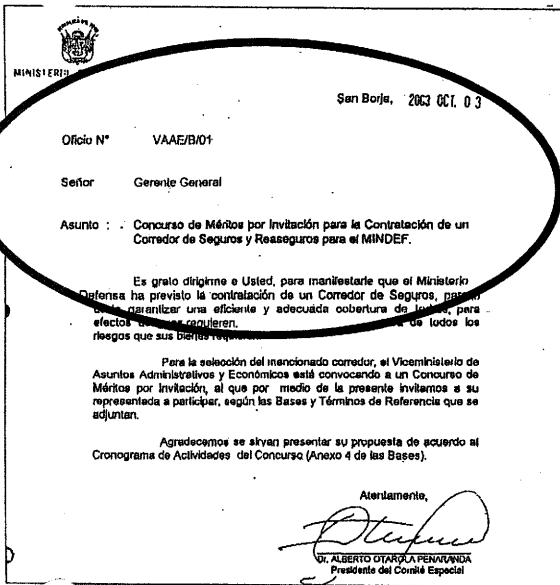 MINISTERIO
San Borja, 2003 OCT. 03
Oficio N° VAAE/B/01
Señor Gerente General
Asunto : Concurso de Méritos por Invitación para la Contratación de un
Corredor de Seguros y Reaseguros para el MINDEF.
Es grato dirigirme a Usted, para manifestarle que el Ministerio
Defensa ha previsto la contratación de un Corredor de Seguros, para
garantizar una eficiente y adecuada cobertura de todos, para
efectos requieren. de todos los
riesgos que sus bienes
Para la selección del mencionado corredor, el Viceministerio de
Asuntos Administrativos y Económicos está convocando a un Concurso de
Méritos por Invitación, al que por medio de la presente invitamos a su
representada a participar, según las Bases y Términos de Referencia que se
adjuntan.
Agradecemos se sirvan presentar su propuesta de acuerdo al
Cronograma de Actividades del Concurso (Anexo 4 de las Bases).
Atentamente,
Dr. ALBERTO OTAROLA PEÑARANDA
Presidente del Comité Especial